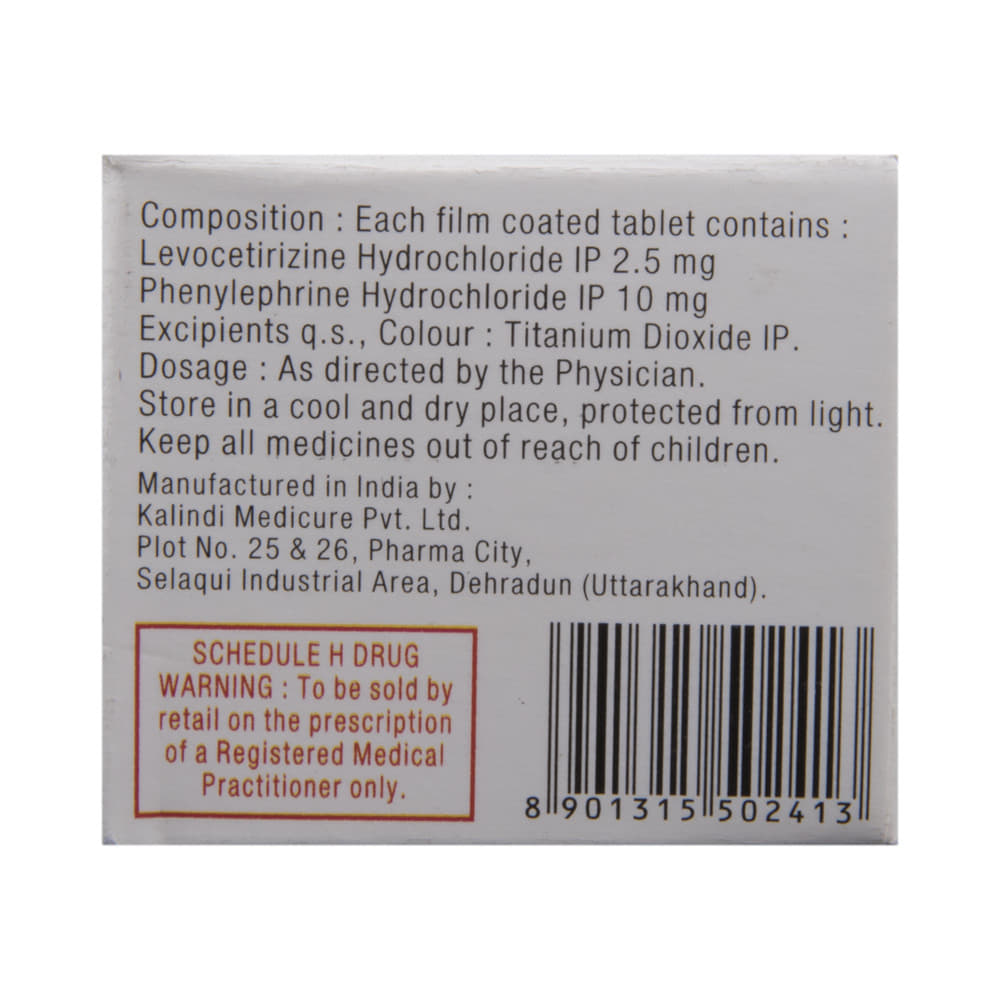 Composition : Each film coated tablet contains :
Levocetirizine Hydrochloride IP 2.5 mg
Phenylephrine Hydrochloride IP 10 mg
Excipients q.s., Colour : Titanium Dioxide IP.
Dosage : As directed by the Physician.
Store in a cool and dry place, protected from light.
Keep all medicines out of reach of children.
Manufactured in India by :
Kalindi Medicure Pvt. Ltd.
Plot No. 25 & 26, Pharma City,
Selaqui Industrial Area, Dehradun (Uttarakhand).
SCHEDULE H DRUG
WARNING : To be sold by
retail on the prescription
of a Registered Medical
Practitioner only.
8 901315 502413